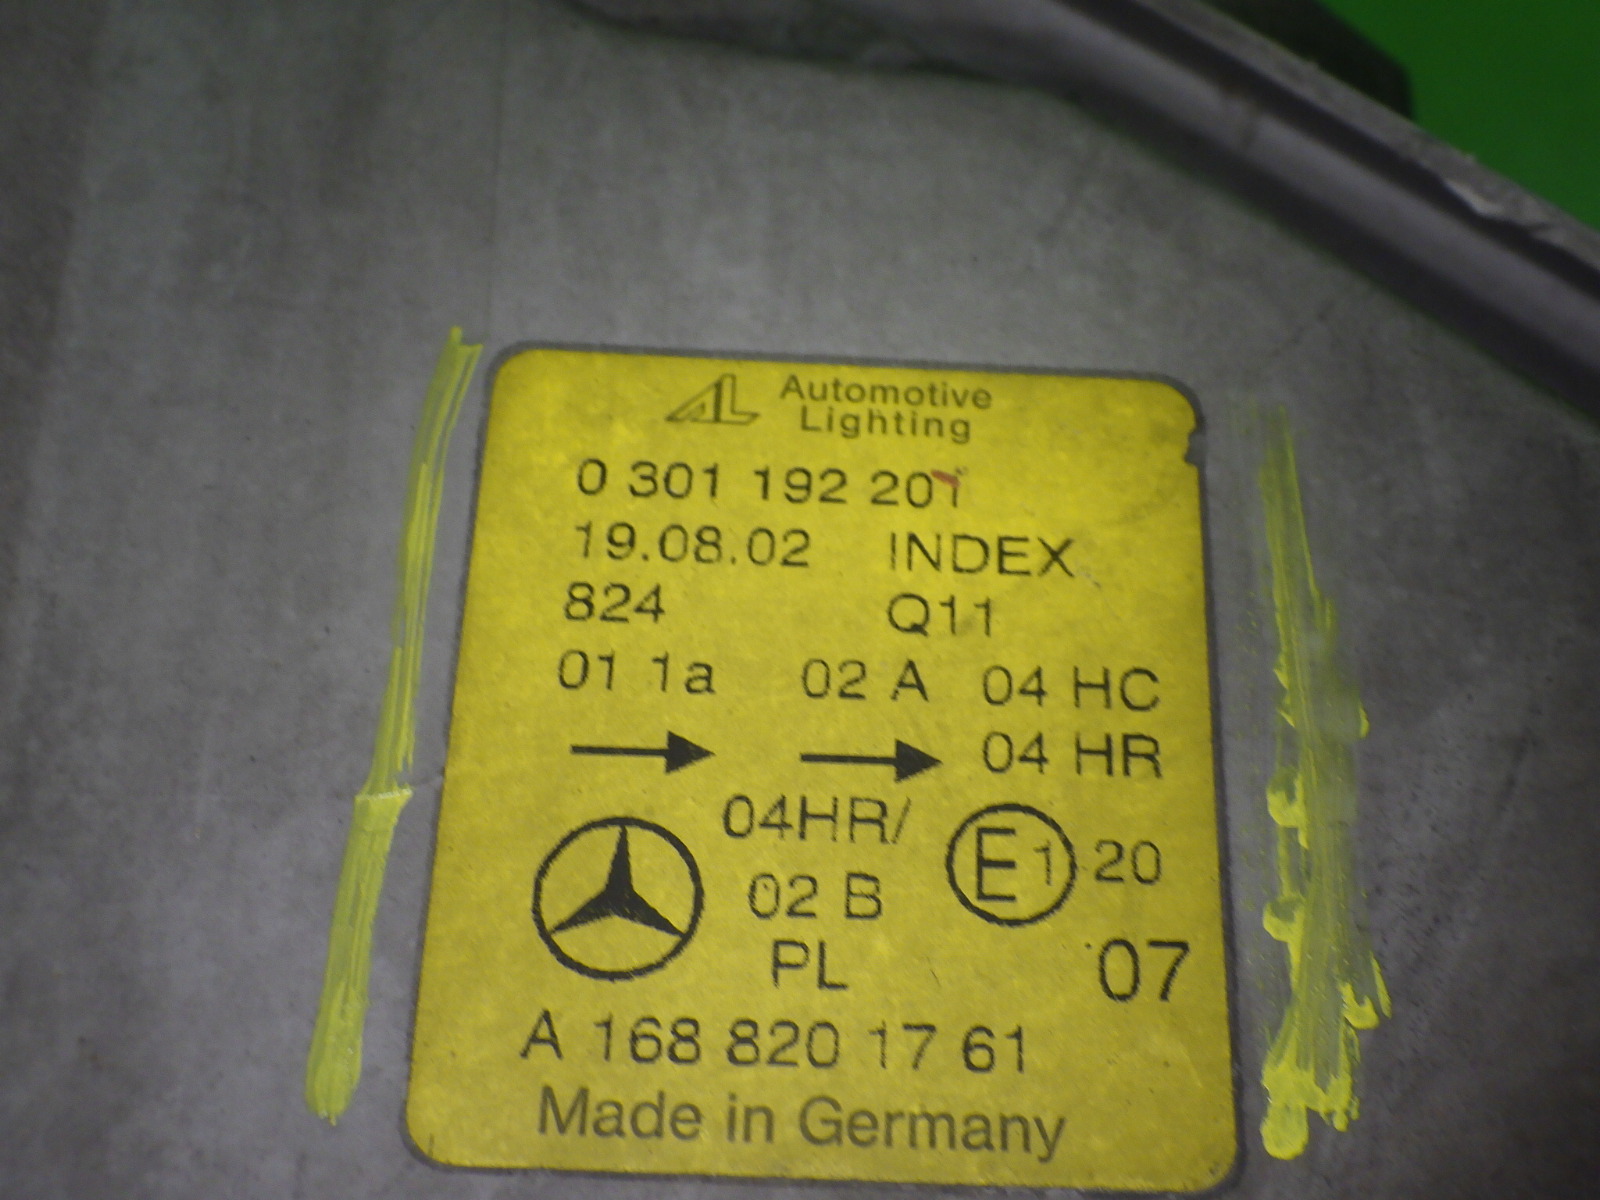 AL Automotive
Lighting
0 301 192 201
19.08.02 INDEX
824 Q11
01 1a 02 A 04 HC
04 HR
04HR/
E1 20
02 B
PL 07
A 168 820 17 61
Made in Germany